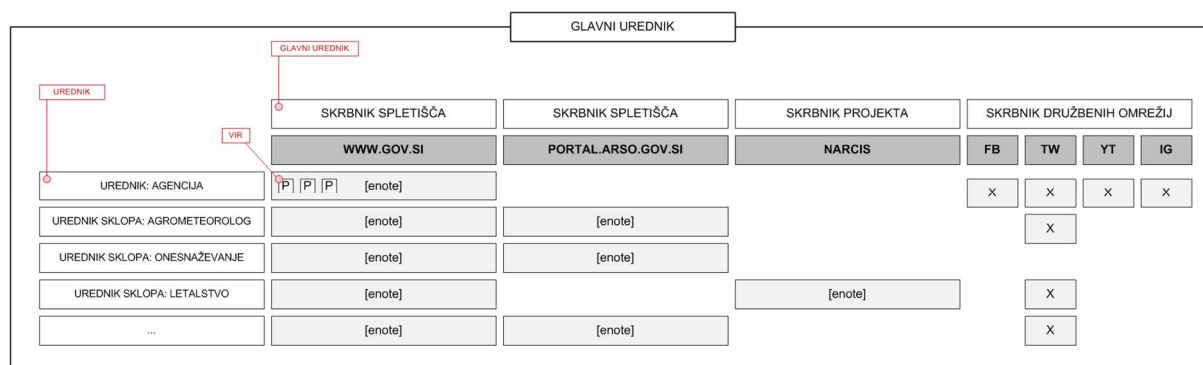 GLAVNI UREDNIK
GLAVNI UREDNIK
UREDNIK
SKRBNIK SPLETIŠČA SKRBNIK SPLETIŠČA SKRBNIK PROJEKTA SKRBNIK DRUŽBENIH OMREŽIJ
VIR
WWW.GOV.SI PORTAL.ARSO.GOV.SI NARCIS FB TW YT IG
UREDNIK: AGENCIJA P P P [enote] X X X X
UREDNIK SKLOPA: AGROMETEOROLOG [enote] [enote] X
UREDNIK SKLOPA: ONESNAŽEVANJE [enote] [enote]
UREDNIK SKLOPA: LETALSTVO [enote] [enote] X
... [enote] [enote] X